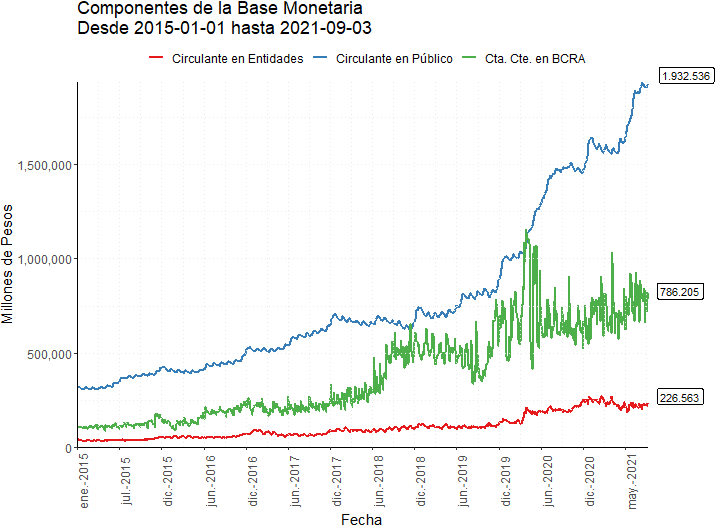 Componentes de la Base Monetaria
Desde 2015-01-01 hasta 2021-09-03
Circulante en Entidades
Circulante en Público
Cta. Cte. en BCRA
Millones de Pesos
1,500,000
1,000,000
500,000
0
1.932.536
786.205
226.563
ene.-2015
jul.-2015
dic.-2015
jun.-2016
dic.-2016
jun.-2017
dic.-2017
jun.-2018
dic.-2018
jun.-2019
dic.-2019
jun.-2020
dic.-2020
may.-2021
Fecha